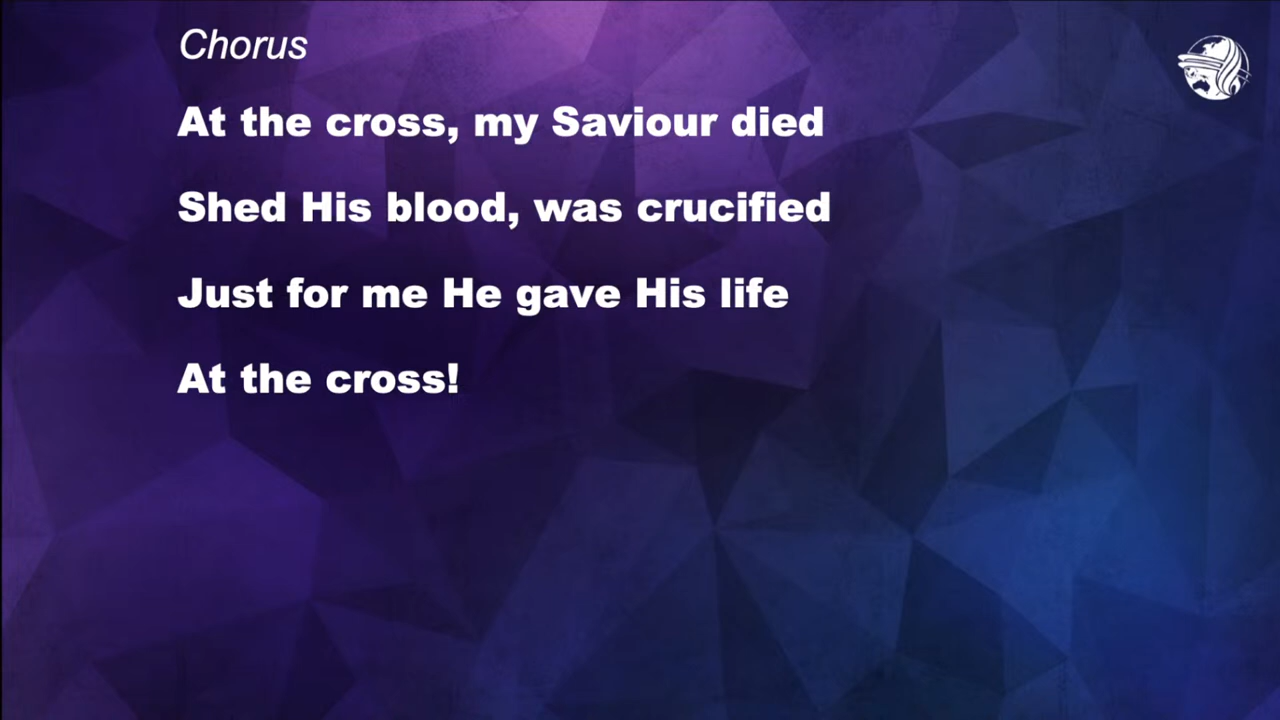 Chorus
At the cross, my Saviour died
Shed His blood, was crucified
Just for me He gave His life
At the cross!